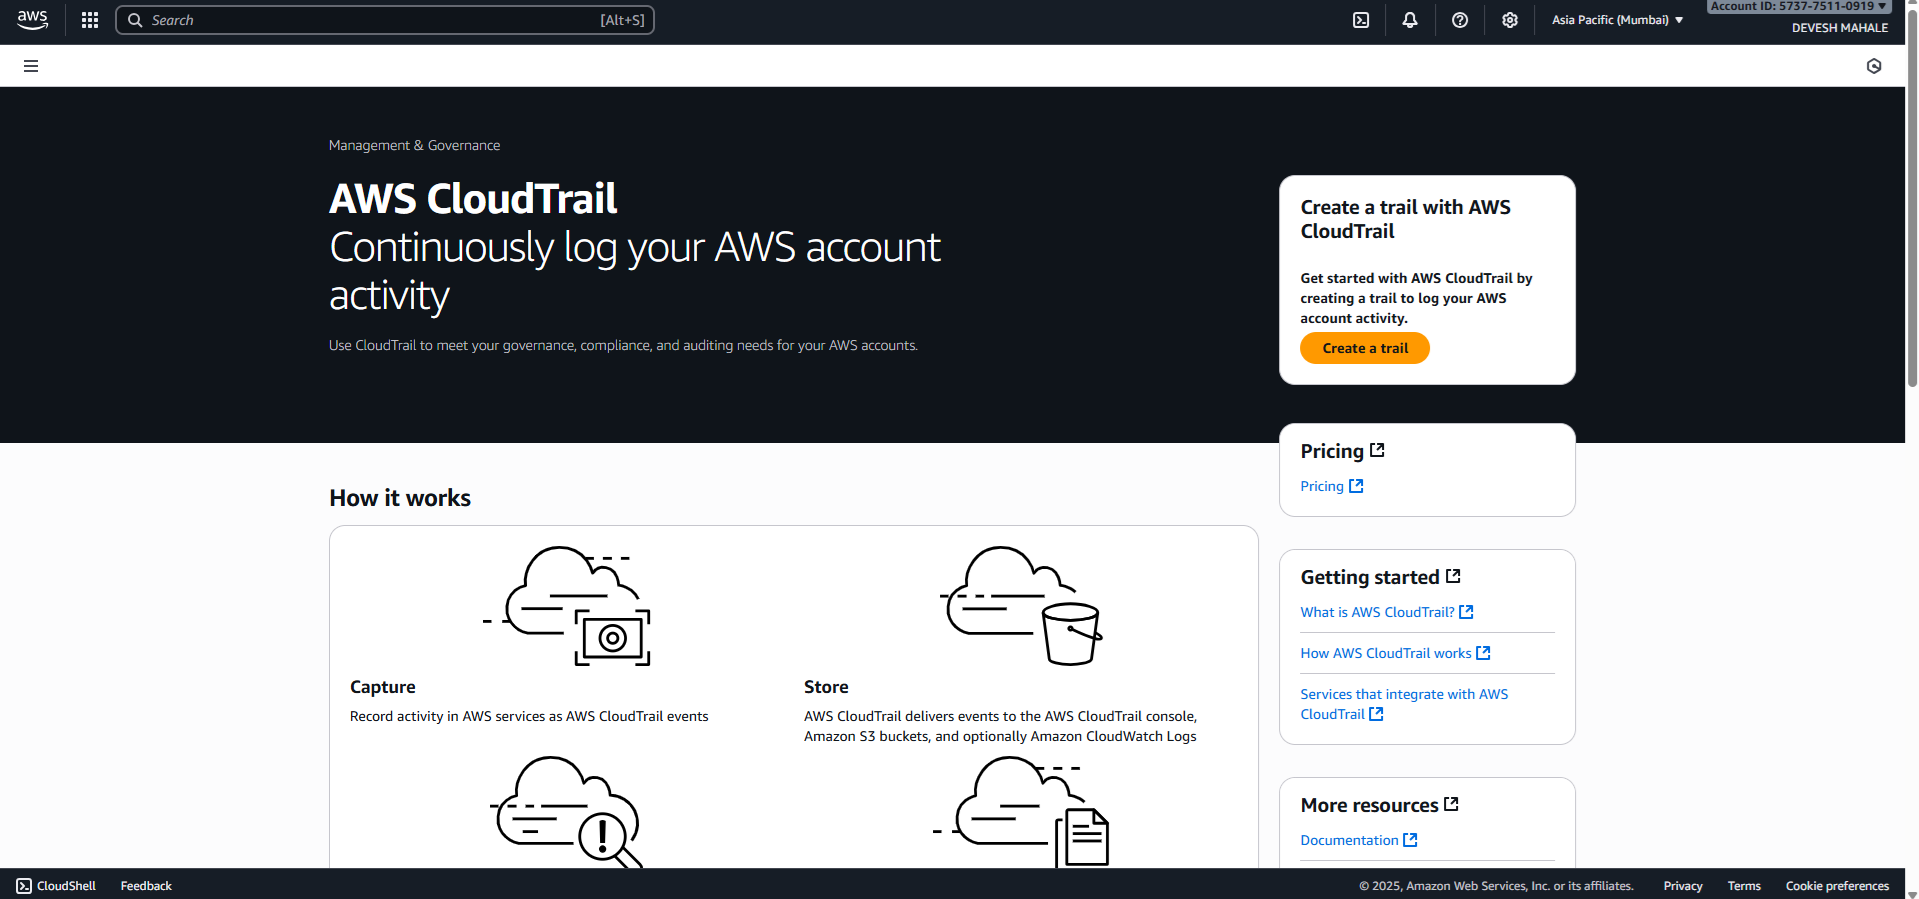 aws
Search
[Alt+S]
Asia Pacific (Mumbai)
Account ID: 5737-7511-0919
DEVESH MAHALE
Management & Governance
AWS CloudTrail
Continuously log your AWS account
activity
Use CloudTrail to meet your governance, compliance, and auditing needs for your AWS accounts.
Create a trail with AWS
CloudTrail
Get started with AWS CloudTrail by
creating a trail to log your AWS
account activity.
Create a trail
Pricing
Pricing
How it works
Capture
Record activity in AWS services as AWS CloudTrail events
Store
AWS CloudTrail delivers events to the AWS CloudTrail console,
Amazon S3 buckets, and optionally Amazon CloudWatch Logs
Getting started
What is AWS CloudTrail?
How AWS CloudTrail works
Services that integrate with AWS
CloudTrail
More resources
Documentation
CloudShell
Feedback
© 2025, Amazon Web Services, Inc. or its affiliates.
Privacy
Terms
Cookie preferences